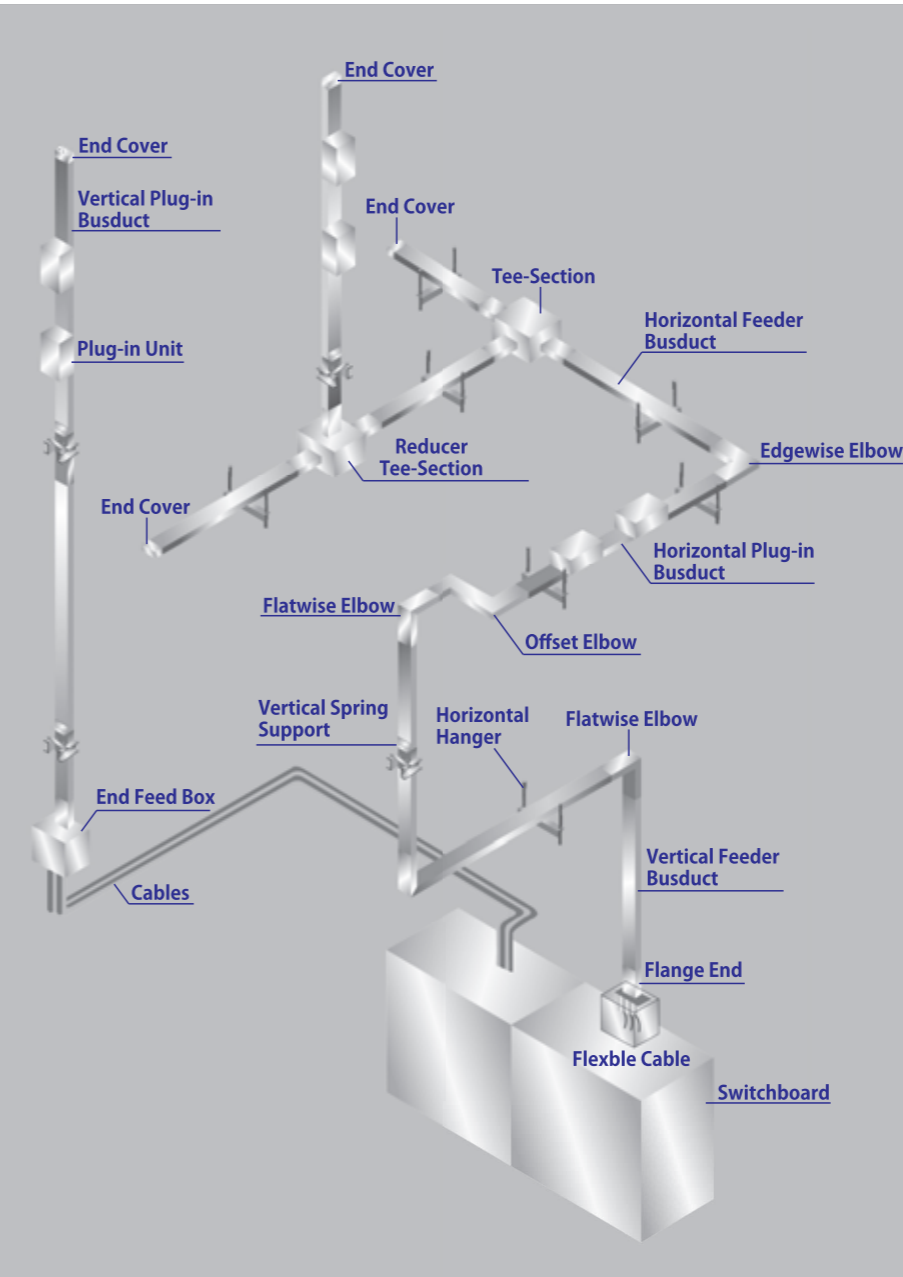 End Cover
End Cover
Vertical Plug-in
Busduct
End Cover
Tee-Section
Horizontal Feeder
Busduct
Plug-in Unit
Reducer
Tee-Section
Edgewise Elbow
End Cover
Horizontal Plug-in
Busduct
Flatwise Elbow
Offset Elbow
Vertical Spring
Support
Horizontal
Hanger
Flatwise Elbow
End Feed Box
Vertical Feeder
Busduct
Cables
Flange End
Flexble Cable
Switchboard